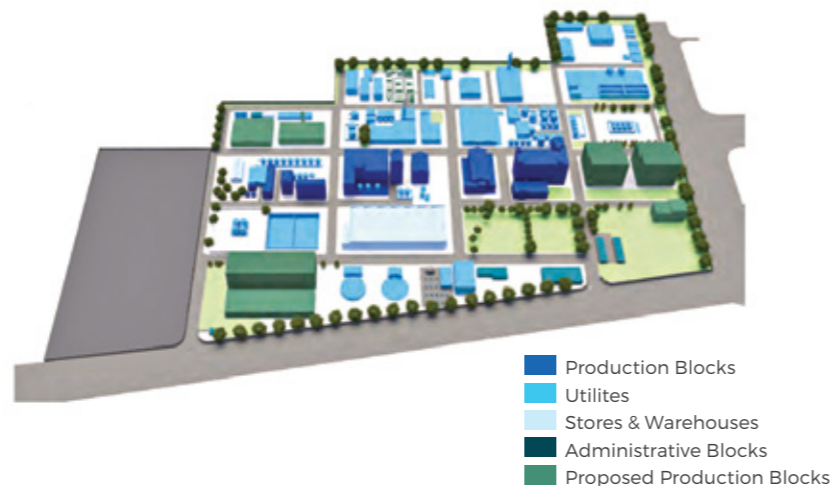 Production Blocks
Utilites
Stores & Warehouses
Administrative Blocks
Proposed Production Blocks